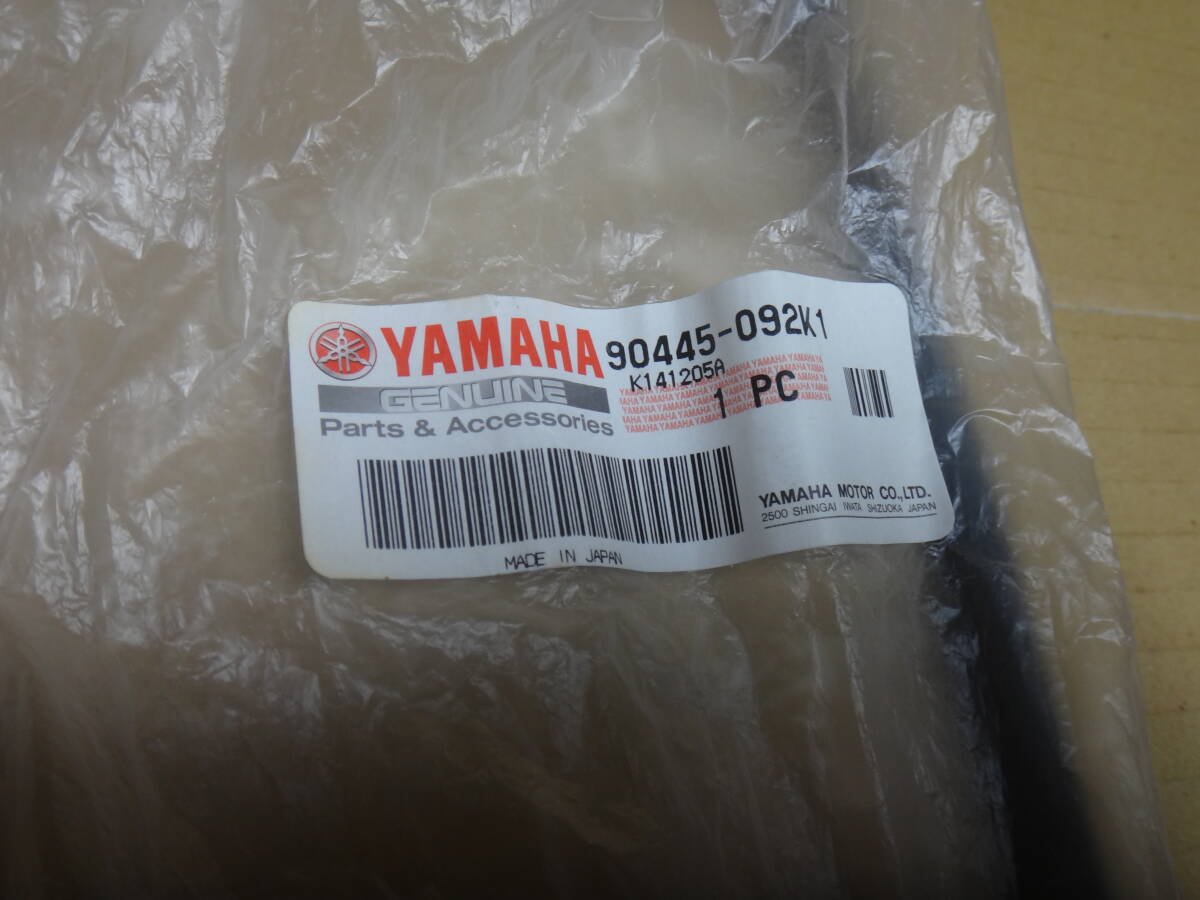 YAMAHA 90445-092K1
K141205A
GENUINE
1 PC
Parts & Accessories
YAMAHA MOTOR CO.,LTD.
2500 SHINGAI IWATA SHIZUOKA JAPAN
MADE IN JAPAN